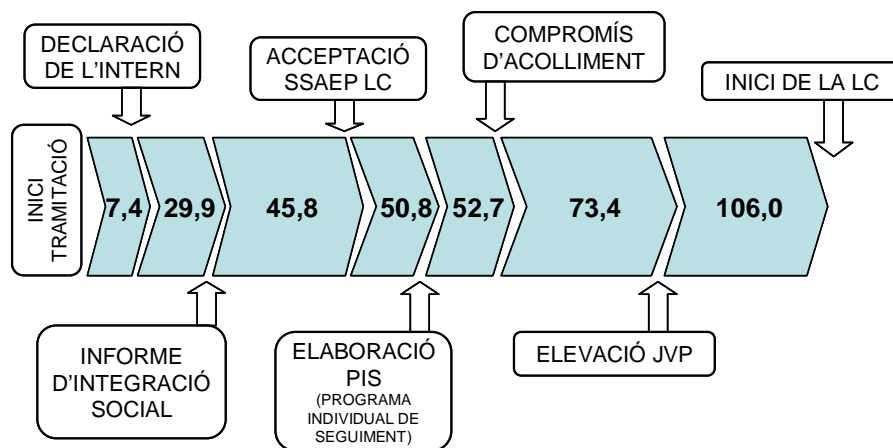 DECLARACIÓ
DE L'INTERN
ACCEPTACIÓ
SSAEP LC
COMPROMÍS
D'ACOLLIMENT
INICI DE LA LC
INICI
TRAMITACIÓ
7,4
29,9
45,8
50,8
52,7
73,4
106,0
INFORME
D'INTEGRACIÓ
SOCIAL
ELABORACIÓ
PIS
(PROGRAMA
INDIVIDUAL DE
SEGUIMENT)
ELEVACIÓ JVP